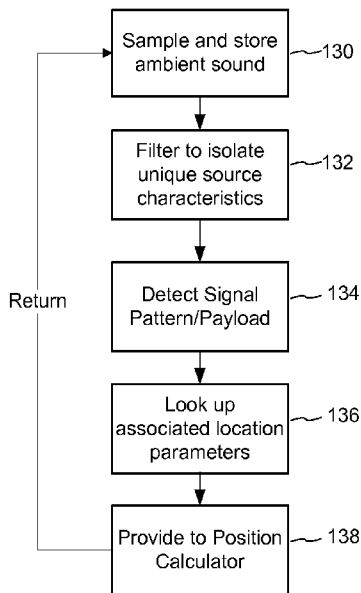 Sample and store
ambient sound
130
Filter to isolate
unique source
characteristics
132
Detect Signal
Pattern/Payload
134
Return
Look up
associated location
parameters
136
Provide to Position
Calculator
138